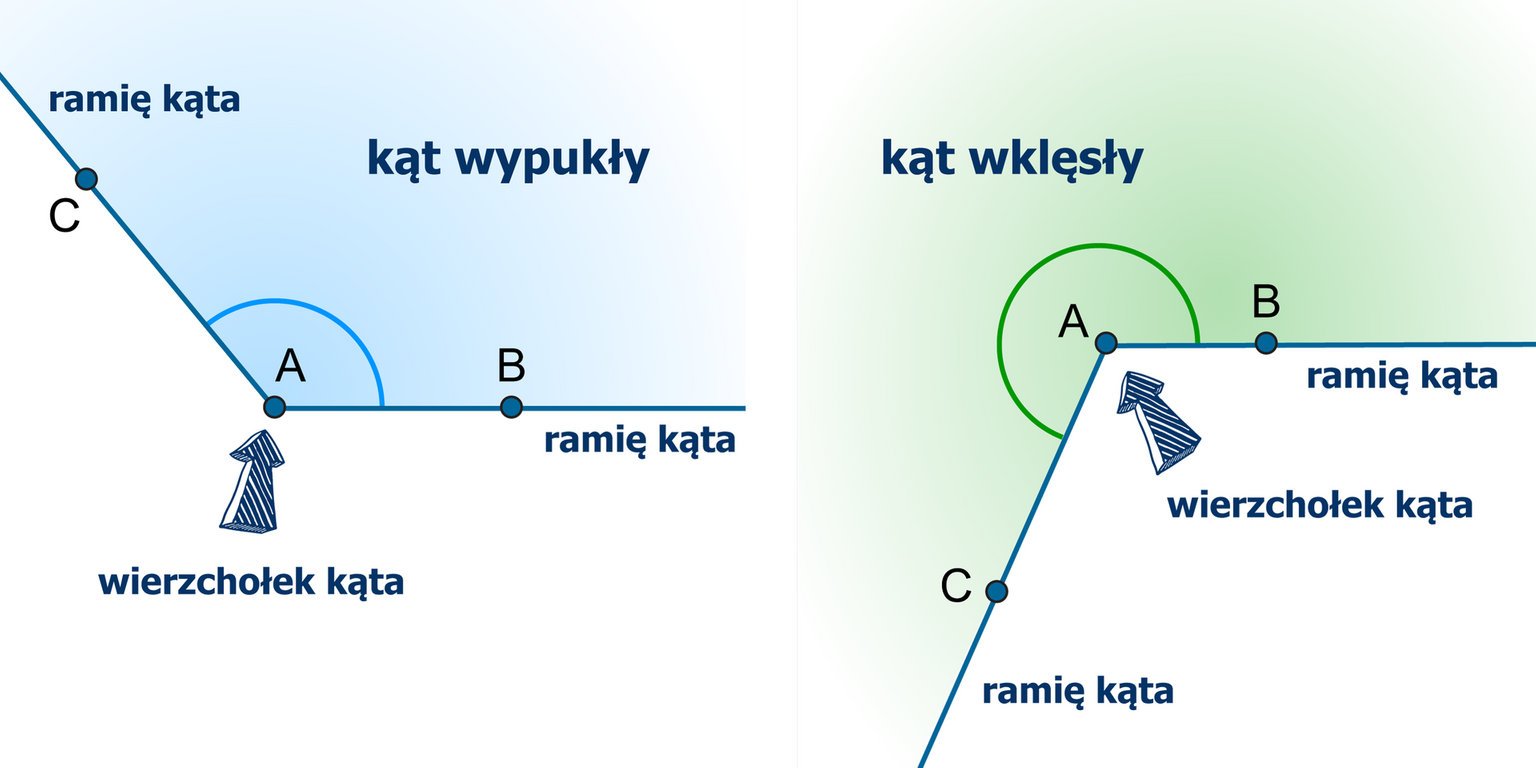 ramię kąta
kąt wypukły
C
A
B
ramię kąta
wierzchołek kąta
kąt wklęsły
A
B
ramię kąta
wierzchołek kąta
C
ramię kąta